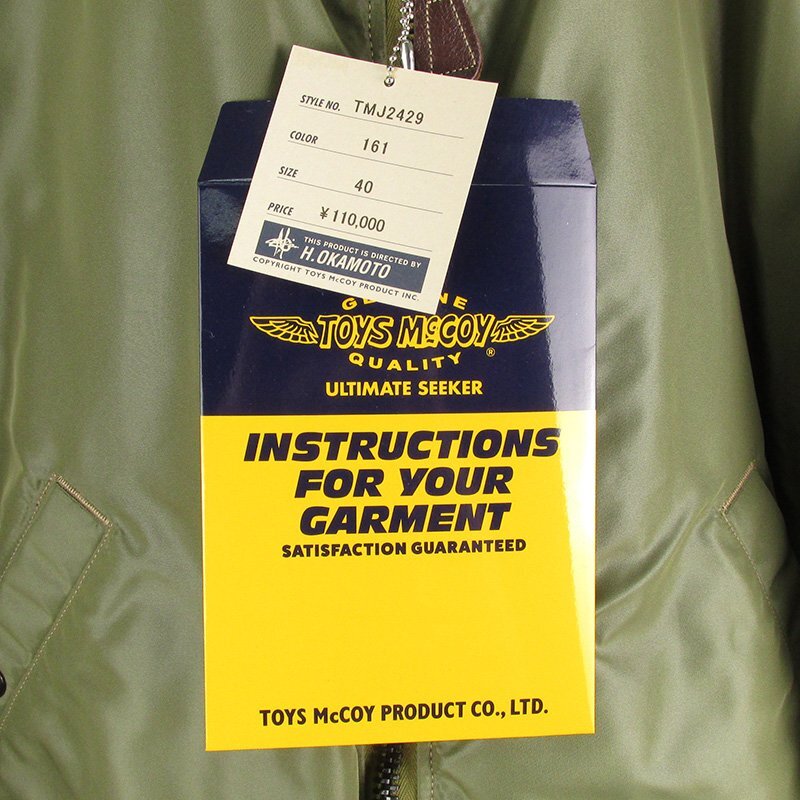 STYLE NO. TMJ2429
COLOR 161
SIZE 40
PRICE ¥110,000
THIS PRODUCT IS DIRECTED BY
H.OKAMOTO
COPYRIGHT TOYS McCOY PRODUCT INC.
TOYS McCOY
QUALITY ®
ULTIMATE SEEKER
INSTRUCTIONS
FOR YOUR
GARMENT
SATISFACTION GUARANTEED
TOYS McCOY PRODUCT CO., LTD.